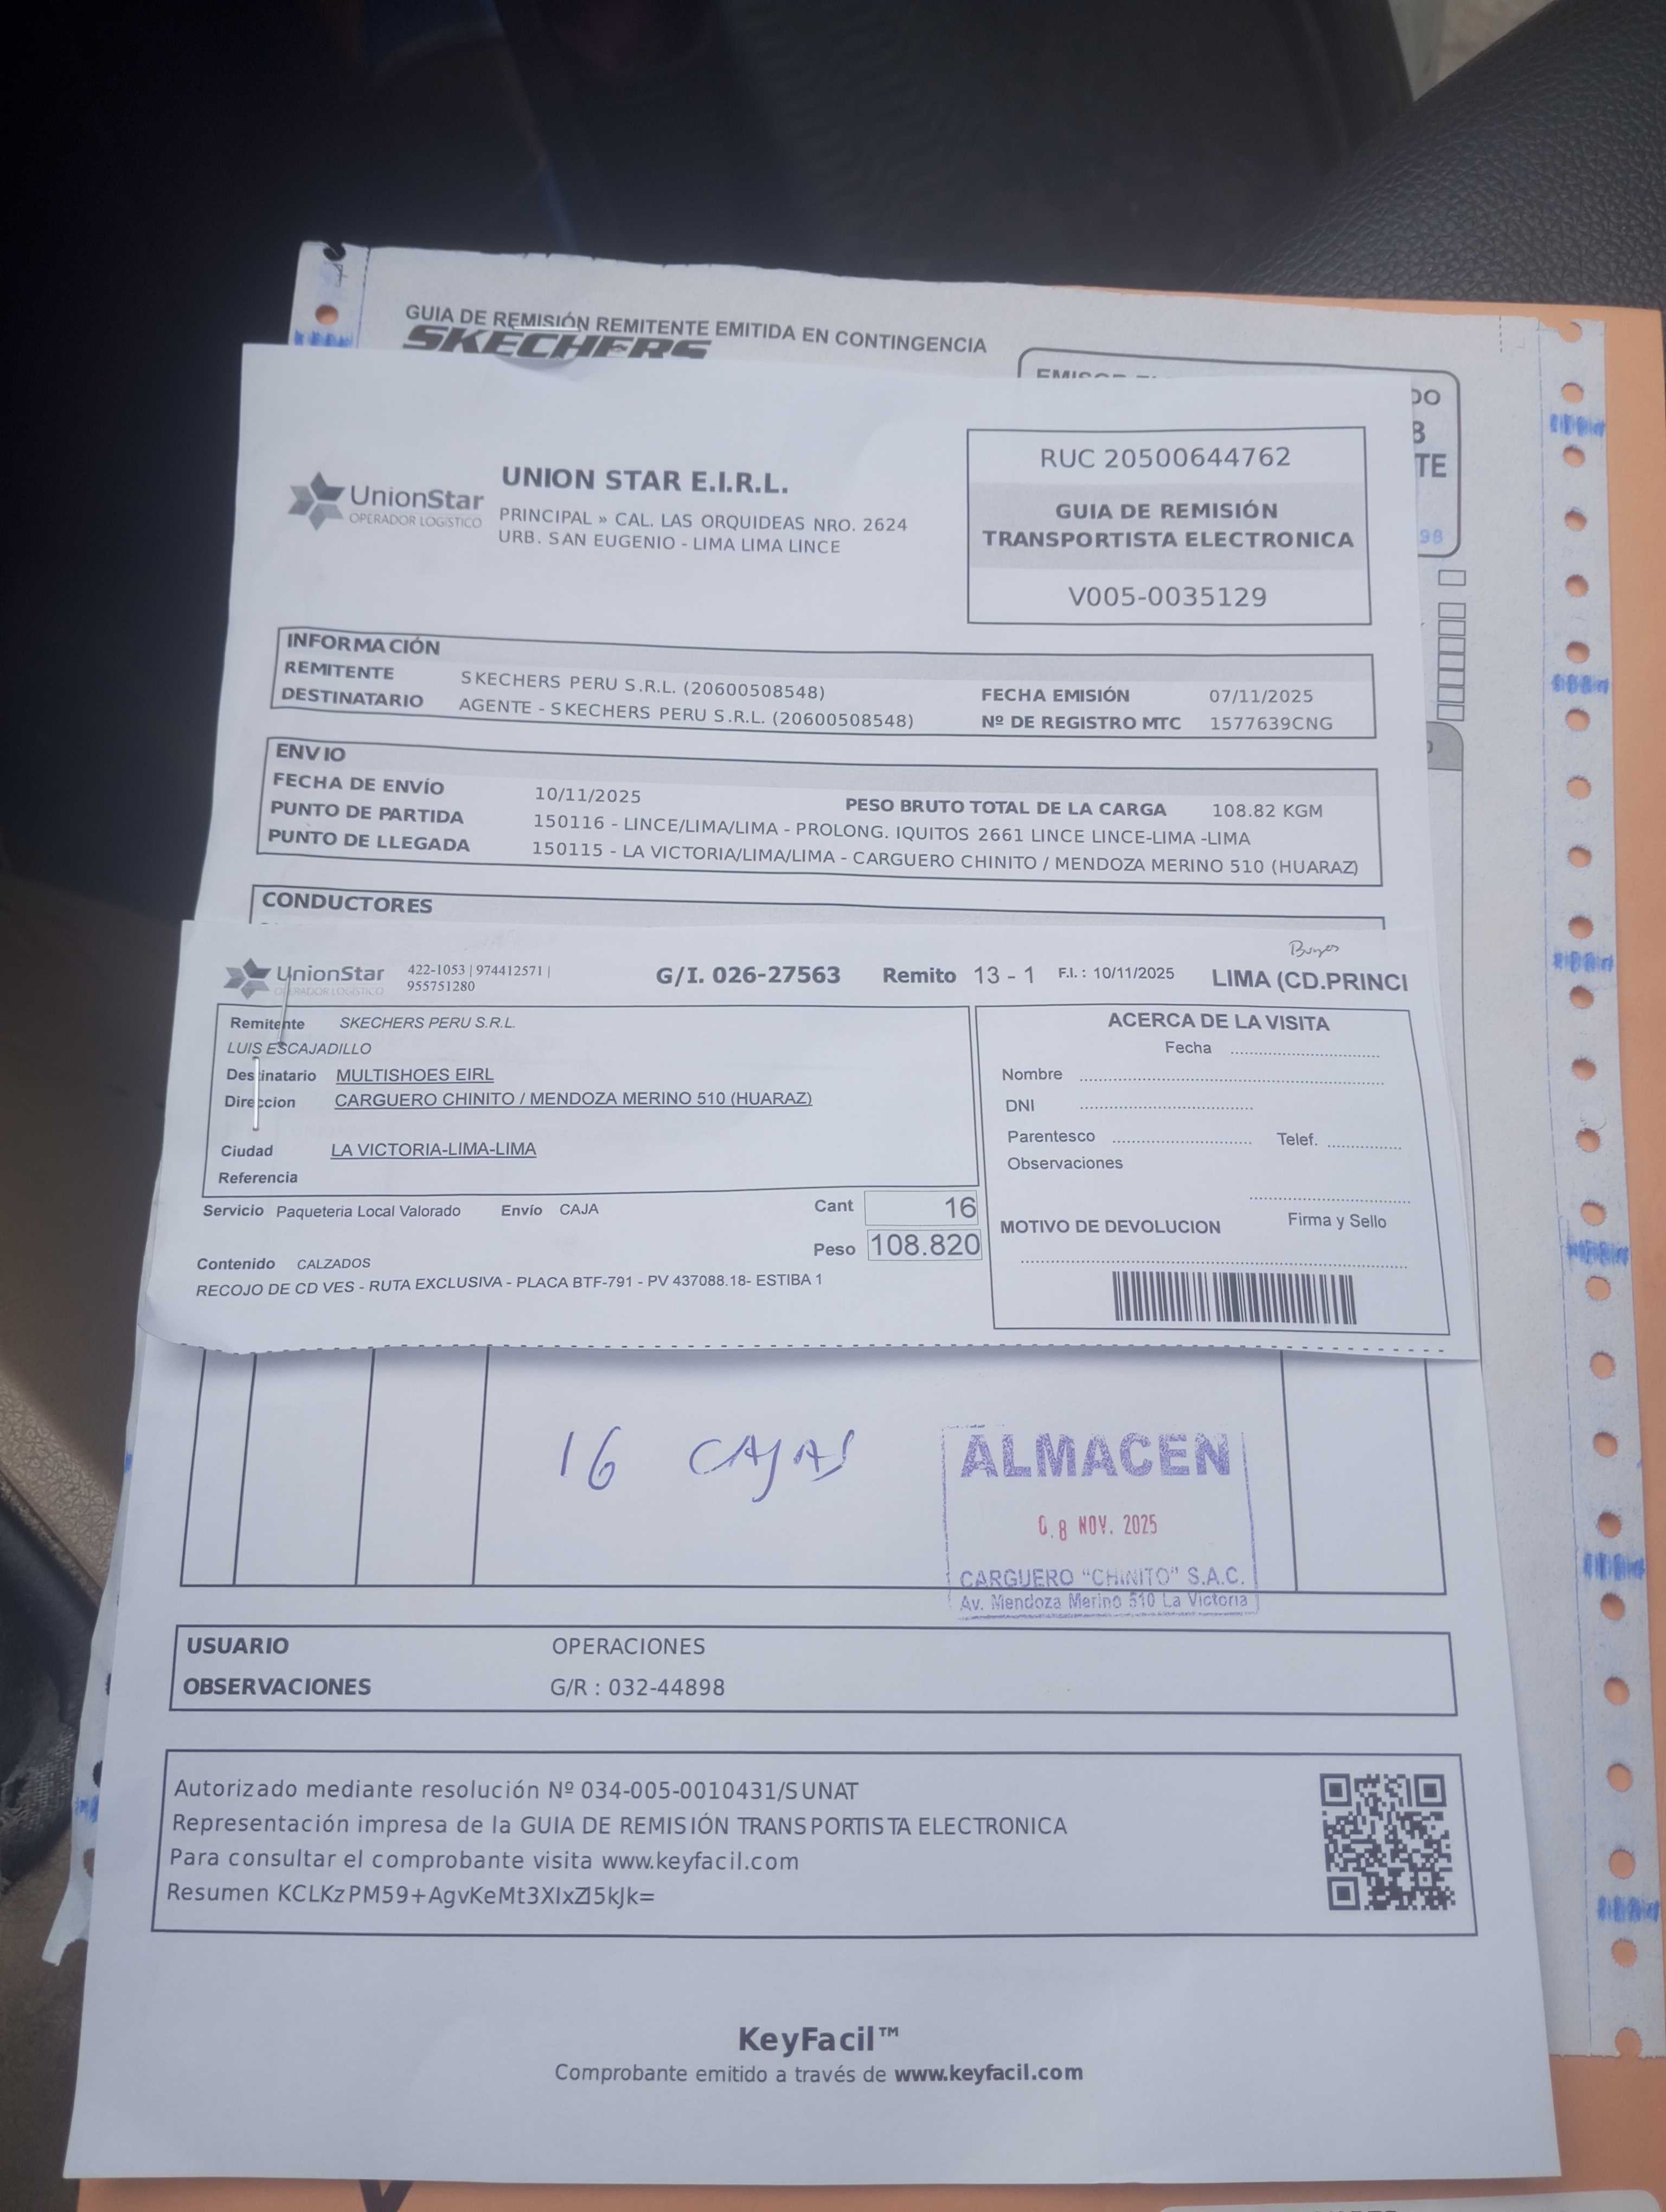 GUIA DE REMISIÓN REMITENTE EMITIDA EN CONTINGENCIA
SKECHERS
DO
B
TE
98
UnionStar
OPERADOR LOGíSTICO
UNION STAR E.I.R.L.
PRINCIPAL » CAL. LAS ORQUIDEAS NRO. 2624
URB. SAN EUGENIO - LIMA LIMA LINCE
RUC 20500644762
GUIA DE REMISIÓN
TRANSPORTISTA ELECTRONICA
V005-0035129
INFORMACIÓN
REMITENTE SKECHERS PERU S.R.L. (20600508548) FECHA EMISIÓN 07/11/2025
DESTINATARIO AGENTE - SKECHERS PERU S.R.L. (20600508548) Nº DE REGISTRO MTC 1577639CNG
ENVIO
FECHA DE ENVÍO 10/11/2025 PESO BRUTO TOTAL DE LA CARGA 108.82 KGM
PUNTO DE PARTIDA 150116 - LINCE/LIMA/LIMA - PROLONG. IQUITOS 2661 LINCE LINCE-LIMA -LIMA
PUNTO DE LLEGADA 150115 - LA VICTORIA/LIMA/LIMA - CARGUERO CHINITO / MENDOZA MERINO 510 (HUARAZ)
CONDUCTORES
UnionStar
OPERADOR LOGíSTICO
422-1053 | 974412571 |
955751280
G/I. 026-27563 Remito 13 - 1 F.I. : 10/11/2025 LIMA (CD.PRINCI
Remitente SKECHERS PERU S.R.L.
LUIS ESCAJADILLO
Destinatario MULTISHOES EIRL
Direccion CARGUERO CHINITO / MENDOZA MERINO 510 (HUARAZ)
Ciudad LA VICTORIA-LIMA-LIMA
Referencia
Servicio Paqueteria Local Valorado Envío CAJA
Cant 16
Peso 108.820
Contenido CALZADOS
RECOJO DE CD VES - RUTA EXCLUSIVA - PLACA BTF-791 - PV 437088.18- ESTIBA 1
ACERCA DE LA VISITA
Fecha
Nombre
DNI
Parentesco Telef.
Observaciones
MOTIVO DE DEVOLUCION Firma y Sello
16 CAJAS
ALMACEN
08 NOV. 2025
CARGUERO "CHINITO" S.A.C.
Av. Mendoza Merino 510 La Victoria
USUARIO OPERACIONES
OBSERVACIONES G/R : 032-44898
Autorizado mediante resolución Nº 034-005-0010431/SUNAT
Representación impresa de la GUIA DE REMISIÓN TRANSPORTISTA ELECTRONICA
Para consultar el comprobante visita www.keyfacil.com
Resumen KCLKzPM59+AgvKeMt3XIxZI5kJk=
KeyFacil™
Comprobante emitido a través de www.keyfacil.com